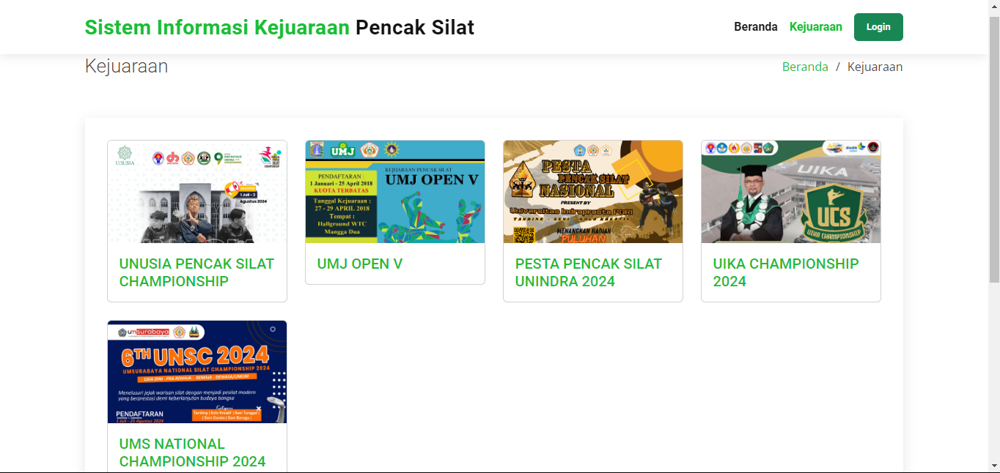 Sistem Informasi Kejuaraan Pencak Silat
Beranda
Kejuaraan
Login
Kejuaraan
Beranda / Kejuaraan
UNUSIA
1 Juli - 3
Agustus 2024
UNUSIA PENCAK SILAT
CHAMPIONSHIP
UMJ
PENDAFTARAN :
1 Januari - 25 April 2018
KUOTA TERBATAS
Tanggal Kejuaraan :
27 - 29 APRIL 2018
Tempat :
Hallground WTC
Mangga Dua
KEJUARAAN PENCAK SILAT
UMJ OPEN V
UMJ OPEN V
PESTA
PENCAK SILAT
NASIONAL
PRESENT BY
Universitas Indraprasta PGRI
TANDING - SENI - SOLO KREATIF
MENANGKAN HADIAH
PULUHAN
PESTA PENCAK SILAT
UNINDRA 2024
UIKA
UCS
UIKA CHAMPIONSHIP
UIKA CHAMPIONSHIP
2024
umsurabaya
6TH UNSC 2024
UMSURABAYA NATIONAL SILAT CHAMPIONSHIP 2024
USIA DINI - PRA REMAJA - REMAJA - DEWASA/UMUM
Menelusuri jejak warisan silat dengan menjadi pesilat modern
yang berprestasi demi keberlanjutan budaya bangsa
Kategori
PENDAFTARAN
1 Juli - 25 Agustus 2024
Tanding | Solo Kreatif | Seni Tunggal |
| Seni Ganda | Seni Beregu |
UMS NATIONAL
CHAMPIONSHIP 2024